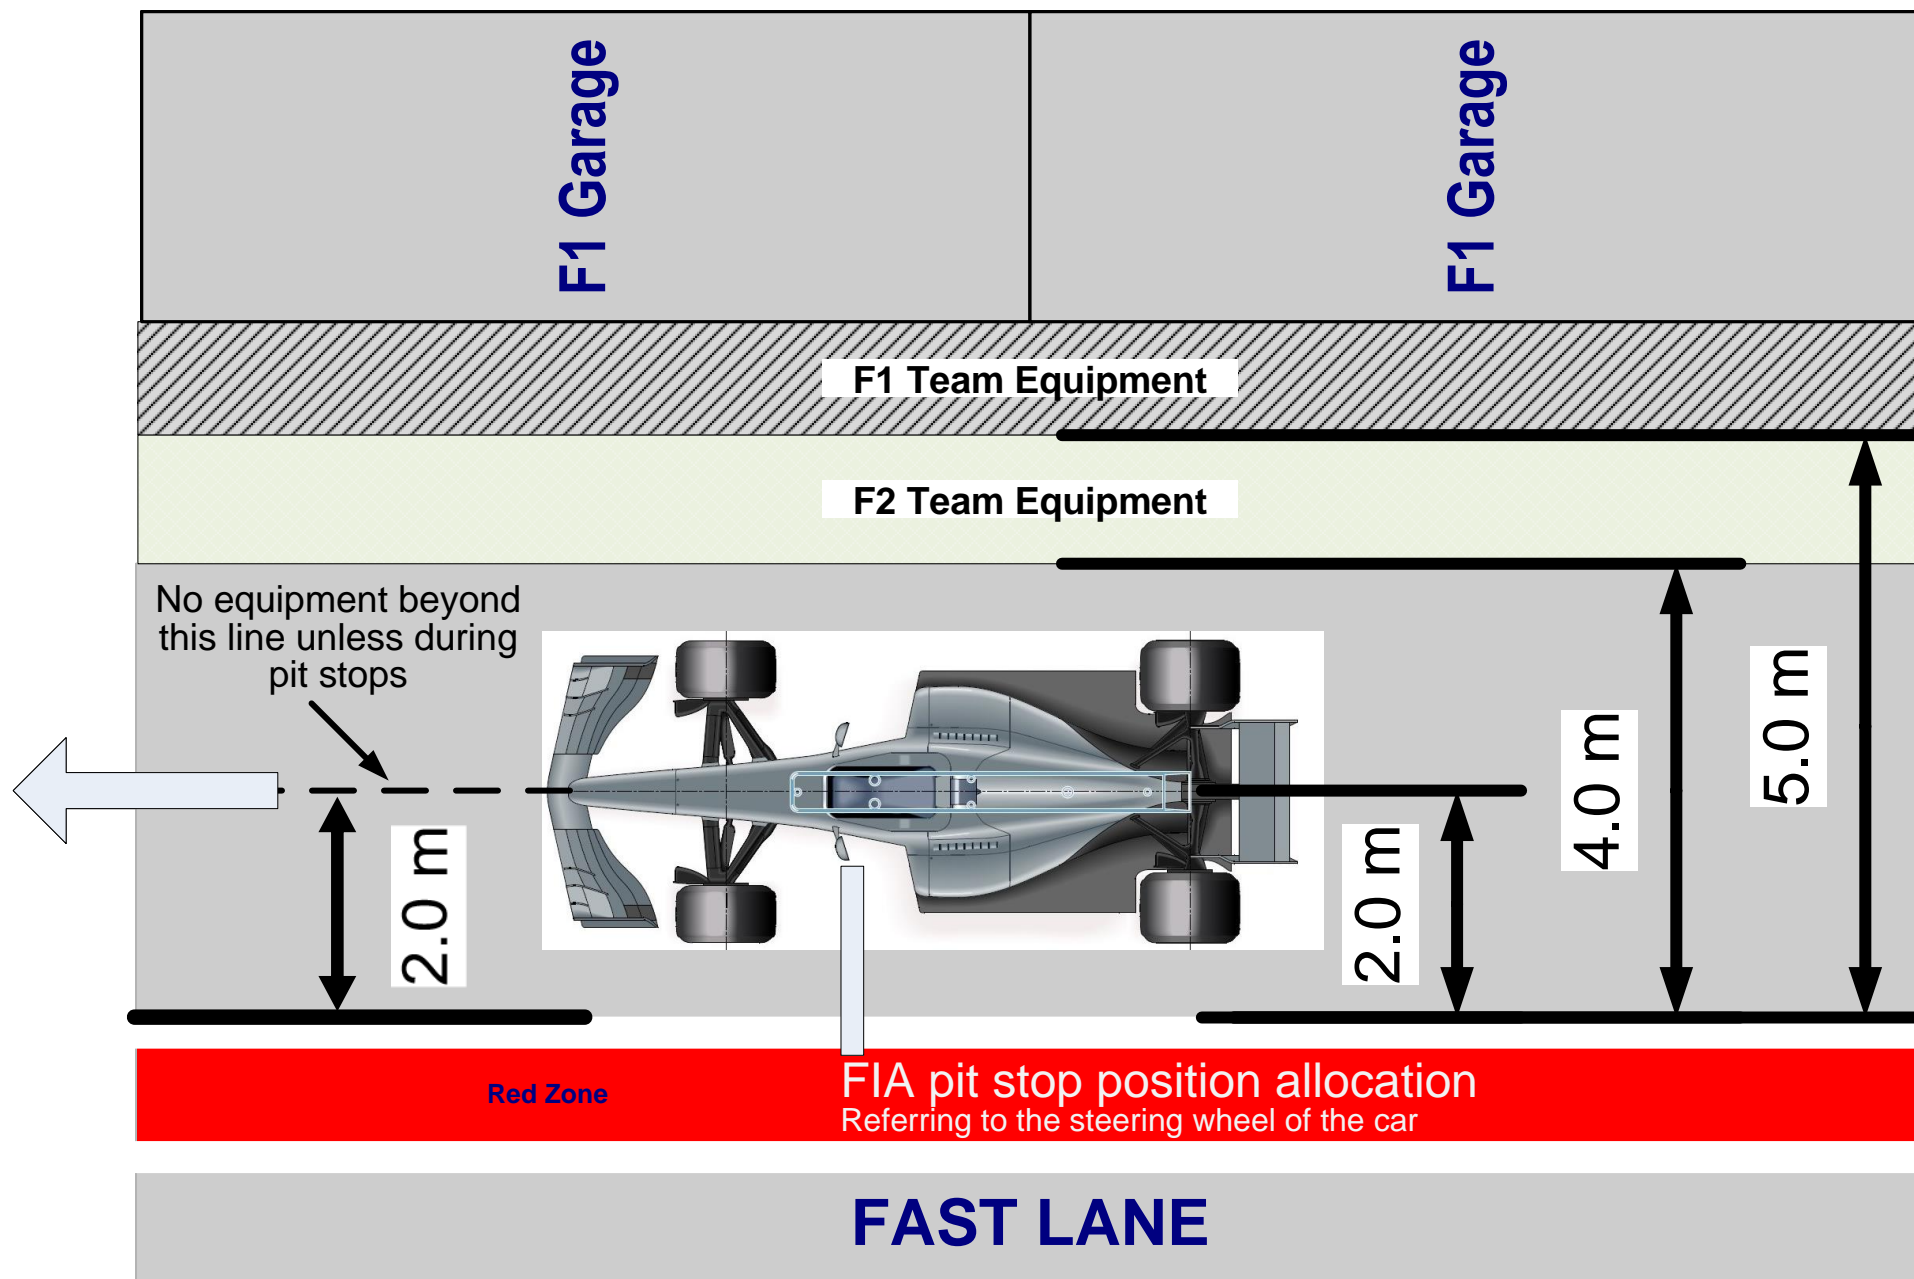 F1 Garage
F1 Garage
F1 Team Equipment
F2 Team Equipment
No equipment beyond
this line unless during
pit stops
2.0 m
2.0 m
4.0 m
5.0 m
Red Zone
FIA pit stop position allocation
Referring to the steering wheel of the car
FAST LANE